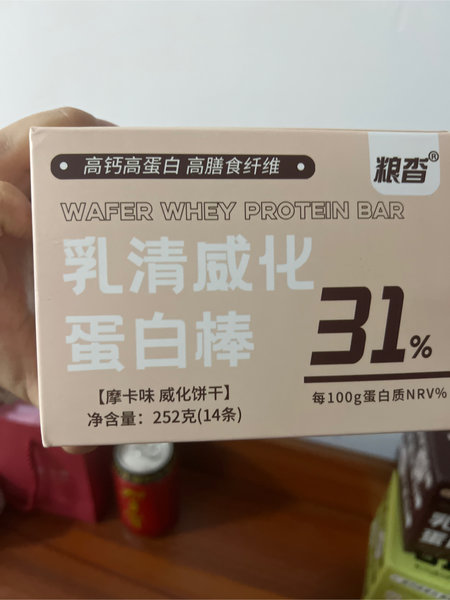 高钙高蛋白 高膳食纤维
粮杳®
WAFER WHEY PROTEIN BAR
乳清威化
蛋白棒
31%
每100g蛋白质NRV%
【摩卡味 威化饼干】
净含量：252克(14条)
乳